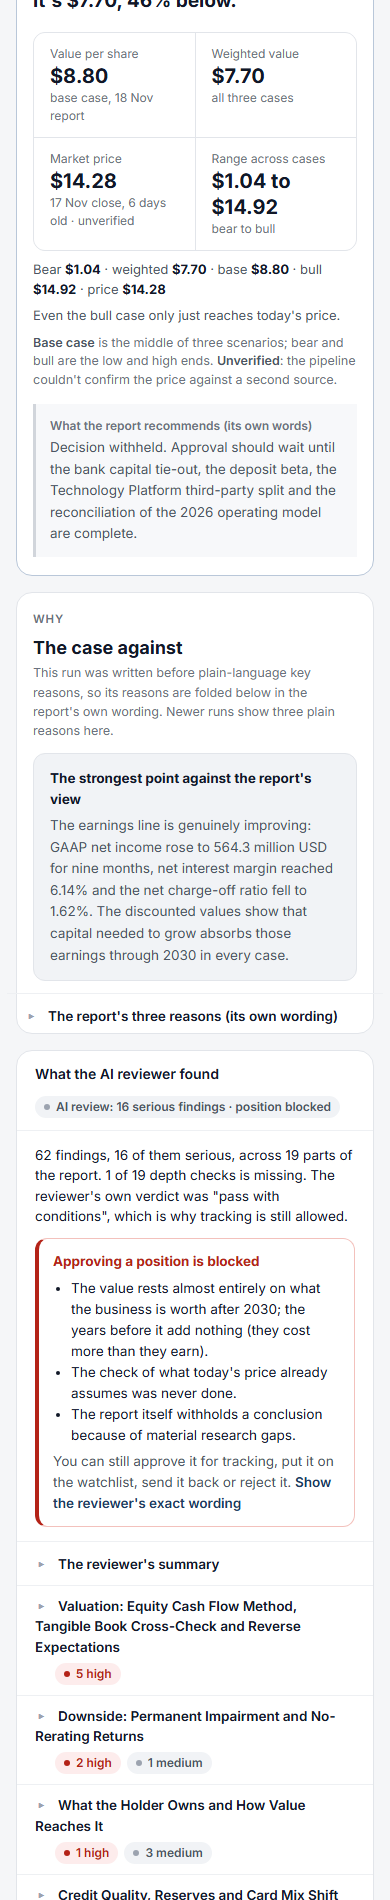 It's $7.70, 46% below.
Value per share
$8.80
base case, 18 Nov
report
Weighted value
$7.70
all three cases
Market price
$14.28
17 Nov close, 6 days
old · unverified
Range across cases
$1.04 to
$14.92
bear to bull
Bear $1.04 · weighted $7.70 · base $8.80 · bull
$14.92 · price $14.28
Even the bull case only just reaches today's price.
Base case is the middle of three scenarios; bear and
bull are the low and high ends. Unverified: the pipeline
couldn't confirm the price against a second source.
What the report recommends (its own words)
Decision withheld. Approval should wait until
the bank capital tie-out, the deposit beta, the
Technology Platform third-party split and the
reconciliation of the 2026 operating model
are complete.
WHY
The case against
This run was written before plain-language key
reasons, so its reasons are folded below in the
report's own wording. Newer runs show three plain
reasons here.
The strongest point against the report's
view
The earnings line is genuinely improving:
GAAP net income rose to 564.3 million USD
for nine months, net interest margin reached
6.14% and the net charge-off ratio fell to
1.62%. The discounted values show that
capital needed to grow absorbs those
earnings through 2030 in every case.
▸ The report's three reasons (its own wording)
What the AI reviewer found
AI review: 16 serious findings · position blocked
62 findings, 16 of them serious, across 19 parts of
the report. 1 of 19 depth checks is missing. The
reviewer's own verdict was "pass with
conditions", which is why tracking is still allowed.
Approving a position is blocked
• The value rests almost entirely on what
the business is worth after 2030; the
years before it add nothing (they cost
more than they earn).
• The check of what today's price already
assumes was never done.
• The report itself withholds a conclusion
because of material research gaps.
You can still approve it for tracking, put it on
the watchlist, send it back or reject it. Show
the reviewer's exact wording
▸ The reviewer's summary
▸ Valuation: Equity Cash Flow Method,
Tangible Book Cross-Check and Reverse
Expectations
5 high
▸ Downside: Permanent Impairment and No-
Rerating Returns
2 high
1 medium
▸ What the Holder Owns and How Value
Reaches It
1 high
3 medium
▸ Credit Quality, Reserves and Card Mix Shift